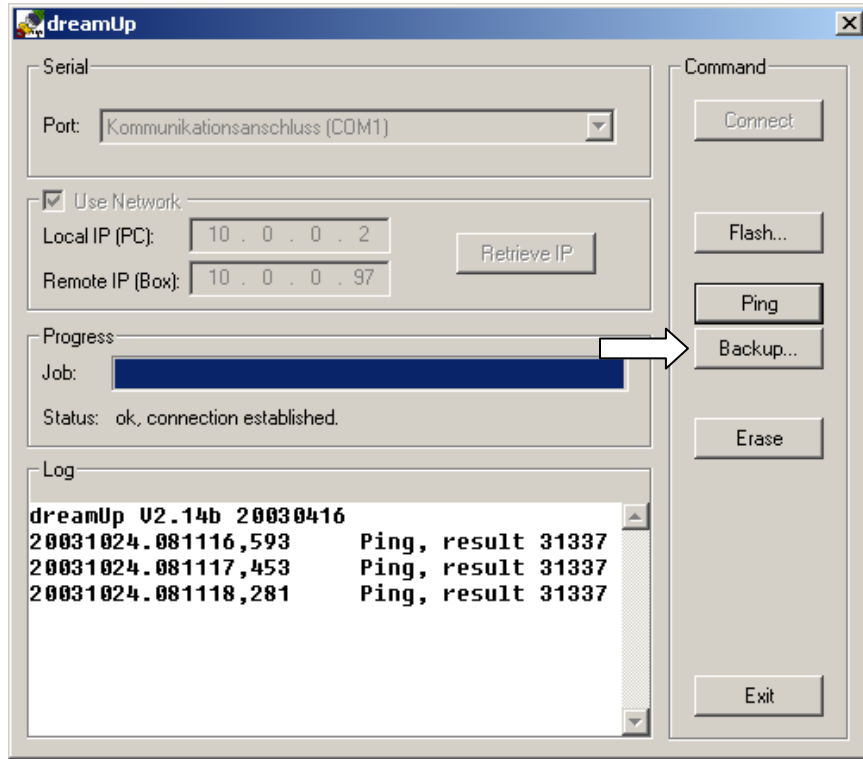 dreamUp
Serial
Port: Kommunikationsanschluss (COM1)
Use Network
Local IP (PC): 10 . 0 . 0 . 2
Remote IP (Box): 10 . 0 . 0 . 97
Retrieve IP
Progress
Job:
Status: ok, connection established.
Log
dreamUp V2.14b 20030416
20031024.081116,593 Ping, result 31337
20031024.081117,453 Ping, result 31337
20031024.081118,281 Ping, result 31337
Command
Connect
Flash...
Ping
Backup...
Erase
Exit